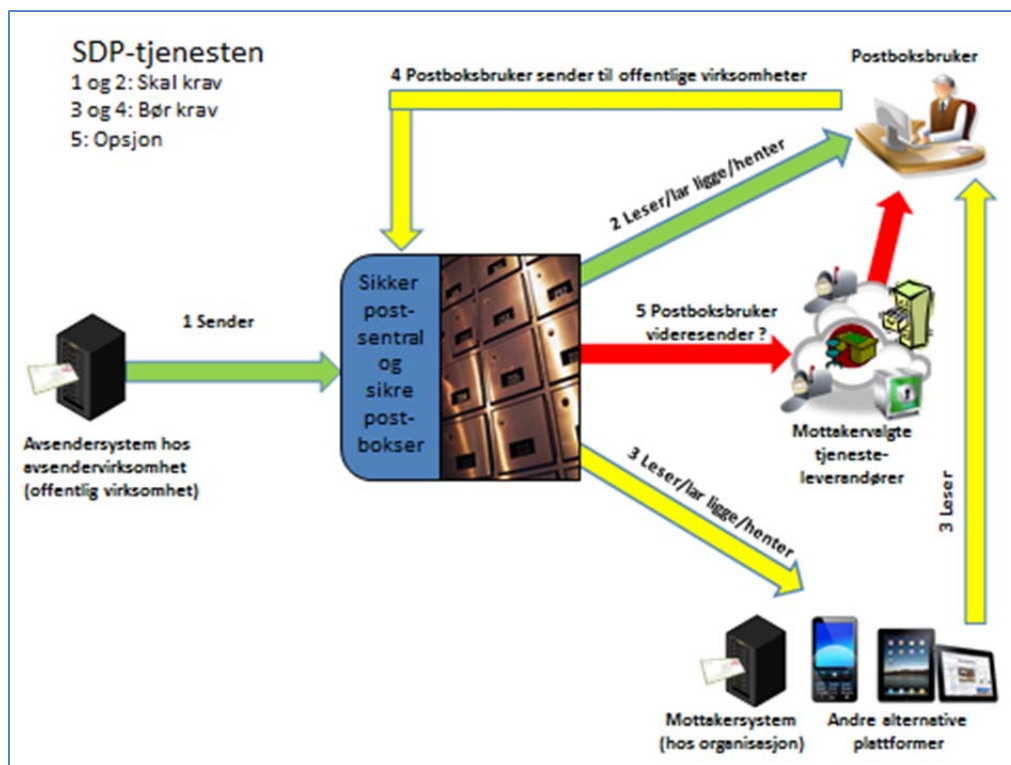 SDP-tjenesten
1 og 2: Skal krav
3 og 4: Bør krav
5: Opsjon
4 Postboksbruker sender til offentlige virksomheter
Postboksbruker
2 Leser/lar ligge/henter
1 Sender
Sikker
post-
sentral
og
sikre
post-
bokser
5 Postboksbruker
videresender ?
Avsendersystem hos
avsendervirksomhet
(offentlig virksomhet)
Mottakervalgte
tjeneste-
leverandører
3 Leser/lar ligge/henter
3 Leser
Mottakersystem
(hos organisasjon)
Andre alternative
plattformer